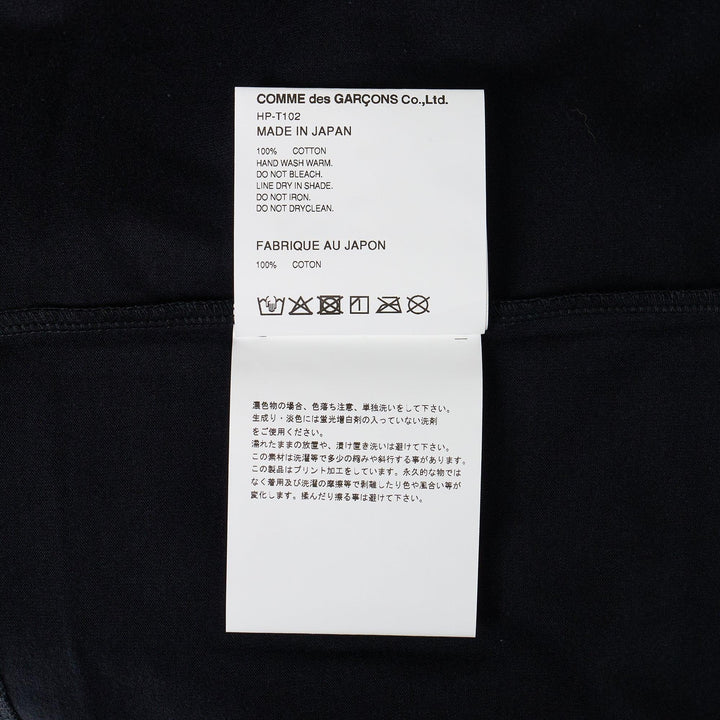 COMME des GARÇONS Co.,Ltd.
HP-T102
MADE IN JAPAN
100% COTTON
HAND WASH WARM.
DO NOT BLEACH.
LINE DRY IN SHADE.
DO NOT IRON.
DO NOT DRYCLEAN.
FABRIQUE AU JAPON
100% COTON
濃色物の場合、色落ち注意、単独洗いをして下さい。
生成り・淡色には蛍光増白剤の入っていない洗剤
をご使用ください。
濡れたままの放置や、漬け置き洗いは避けて下さい。
この素材は洗濯等で多少の縮みや斜行する事があります。
この製品はプリント加工をしています。永久的な物では
なく着用及び洗濯の摩擦等で剥離したり色や風合い等が
変化します。揉んだり擦る事は避けて下さい。